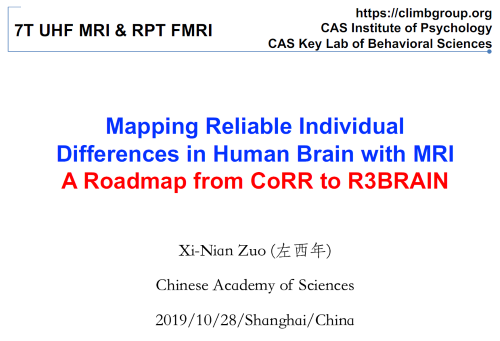 7T UHF MRI & RPT FMRI
https://climbgroup.org
CAS Institute of Psychology
CAS Key Lab of Behavioral Sciences
Mapping Reliable Individual
Differences in Human Brain with MRI
A Roadmap from CoRR to R3BRAIN
Xi-Nian Zuo (左西年)
Chinese Academy of Sciences
2019/10/28/Shanghai/China